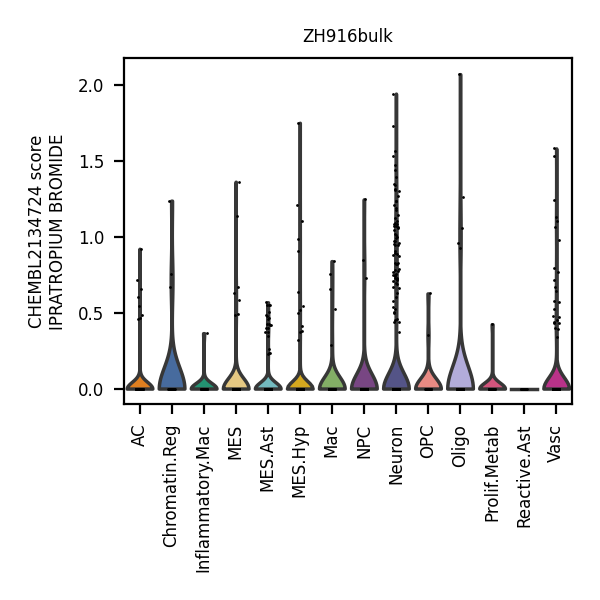 ZH916bulk
CHEMBL2134724 score
IPRATROPIUM BROMIDE
2.0
1.5
1.0
0.5
0.0
AC
Chromatin.Reg
Inflammatory.Mac
MES
MES.Ast
MES.Hyp
Mac
NPC
Neuron
OPC
Oligo
Prolif.Metab
Reactive.Ast
Vasc